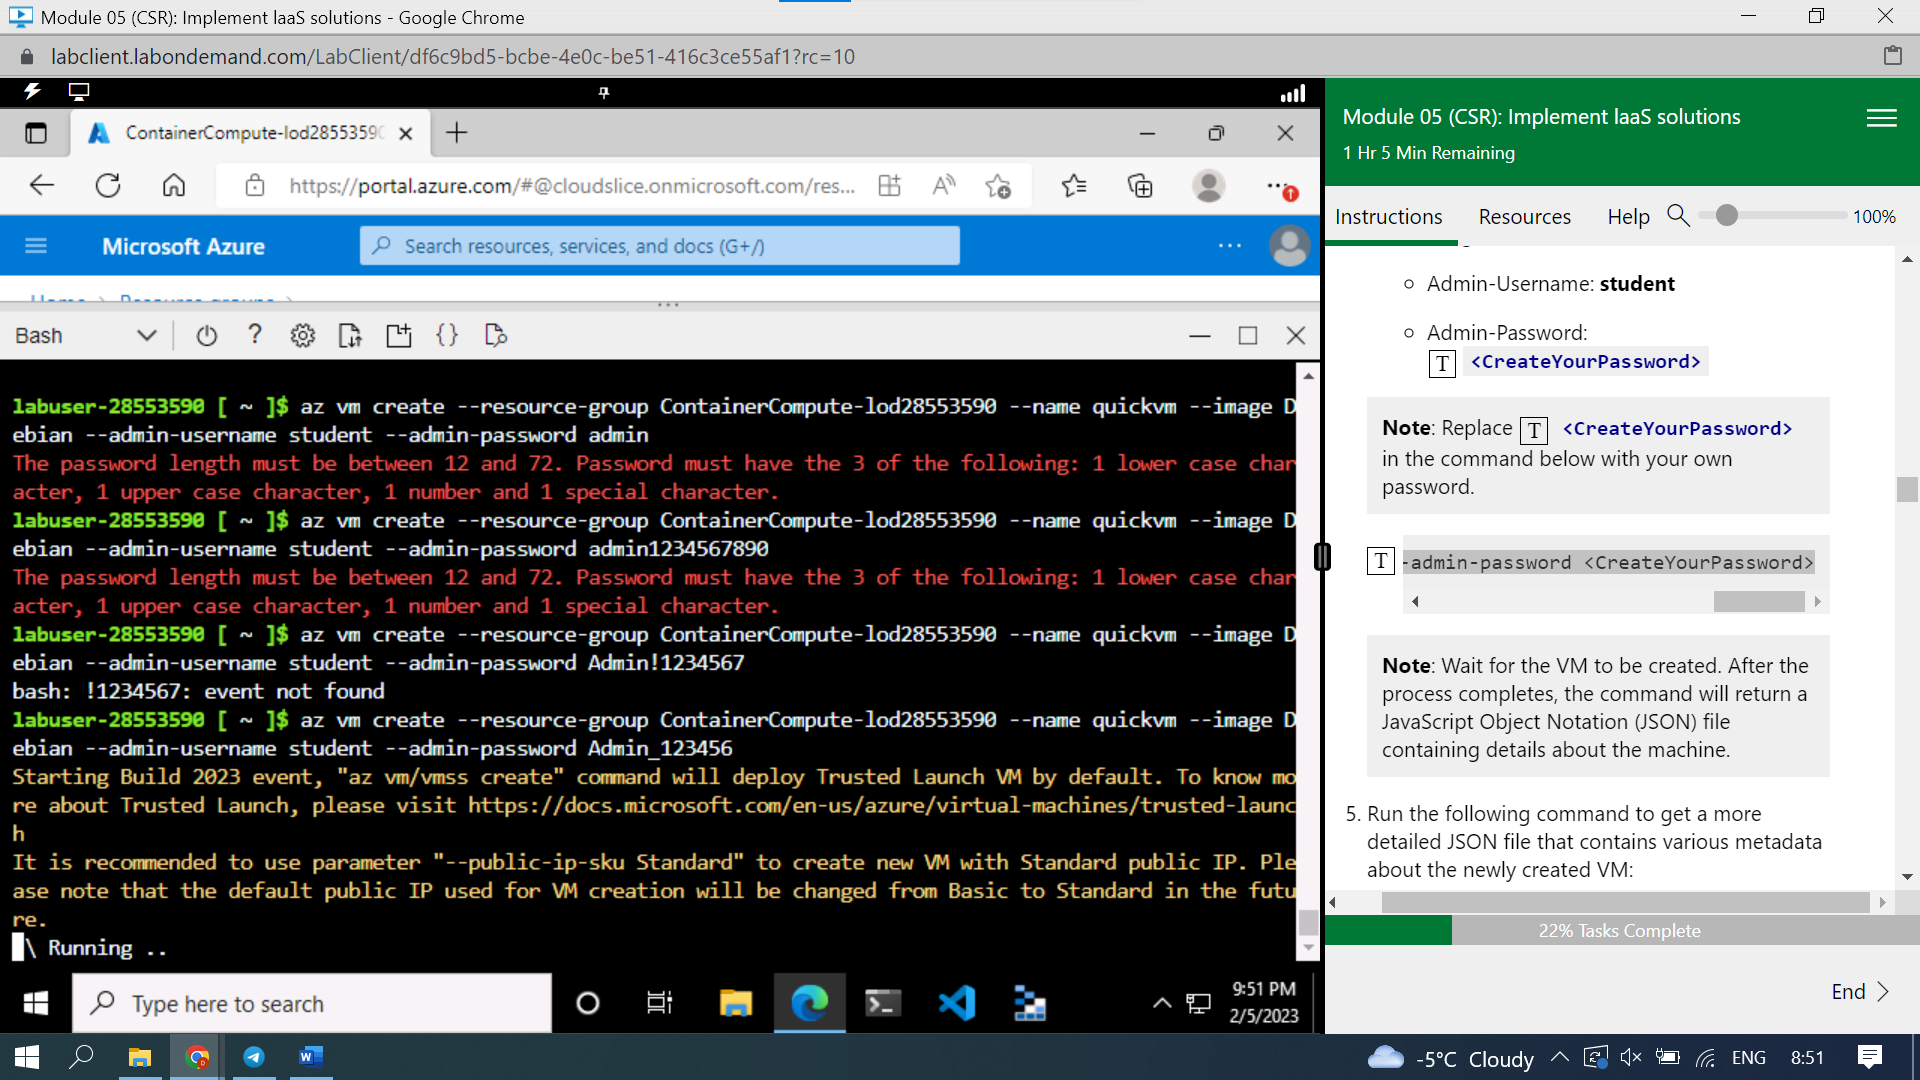 Module 05 (CSR): Implement IaaS solutions - Google Chrome
labclient.labondemand.com/LabClient/df6c9bd5-bcbe-4e0c-be51-416c3ce55af1?rc=10
ContainerCompute-lod28553590
https://portal.azure.com/#@cloudslice.onmicrosoft.com/res...
Microsoft Azure
Search resources, services, and docs (G+/)
Home > Resource groups >
Bash
labuser-28553590 [ ~ ]$ az vm create --resource-group ContainerCompute-lod28553590 --name quickvm --image D
ebian --admin-username student --admin-password admin
The password length must be between 12 and 72. Password must have the 3 of the following: 1 lower case char
acter, 1 upper case character, 1 number and 1 special character.
labuser-28553590 [ ~ ]$ az vm create --resource-group ContainerCompute-lod28553590 --name quickvm --image D
ebian --admin-username student --admin-password admin1234567890
The password length must be between 12 and 72. Password must have the 3 of the following: 1 lower case char
acter, 1 upper case character, 1 number and 1 special character.
labuser-28553590 [ ~ ]$ az vm create --resource-group ContainerCompute-lod28553590 --name quickvm --image D
ebian --admin-username student --admin-password Admin!1234567
bash: !1234567: event not found
labuser-28553590 [ ~ ]$ az vm create --resource-group ContainerCompute-lod28553590 --name quickvm --image D
ebian --admin-username student --admin-password Admin_123456
Starting Build 2023 event, "az vm/vmss create" command will deploy Trusted Launch VM by default. To know mo
re about Trusted Launch, please visit https://docs.microsoft.com/en-us/azure/virtual-machines/trusted-launc
h
It is recommended to use parameter "--public-ip-sku Standard" to create new VM with Standard public IP. Ple
ase note that the default public IP used for VM creation will be changed from Basic to Standard in the futu
re.
\ Running ..
Type here to search
9:51 PM
2/5/2023
Module 05 (CSR): Implement IaaS solutions
1 Hr 5 Min Remaining
Instructions
Resources
Help
100%
Admin-Username: student
Admin-Password:
T <CreateYourPassword>
Note: Replace T <CreateYourPassword>
in the command below with your own
password.
T -admin-password <CreateYourPassword>
Note: Wait for the VM to be created. After the
process completes, the command will return a
JavaScript Object Notation (JSON) file
containing details about the machine.
5. Run the following command to get a more
detailed JSON file that contains various metadata
about the newly created VM:
22% Tasks Complete
End
-5°C Cloudy
ENG
8:51